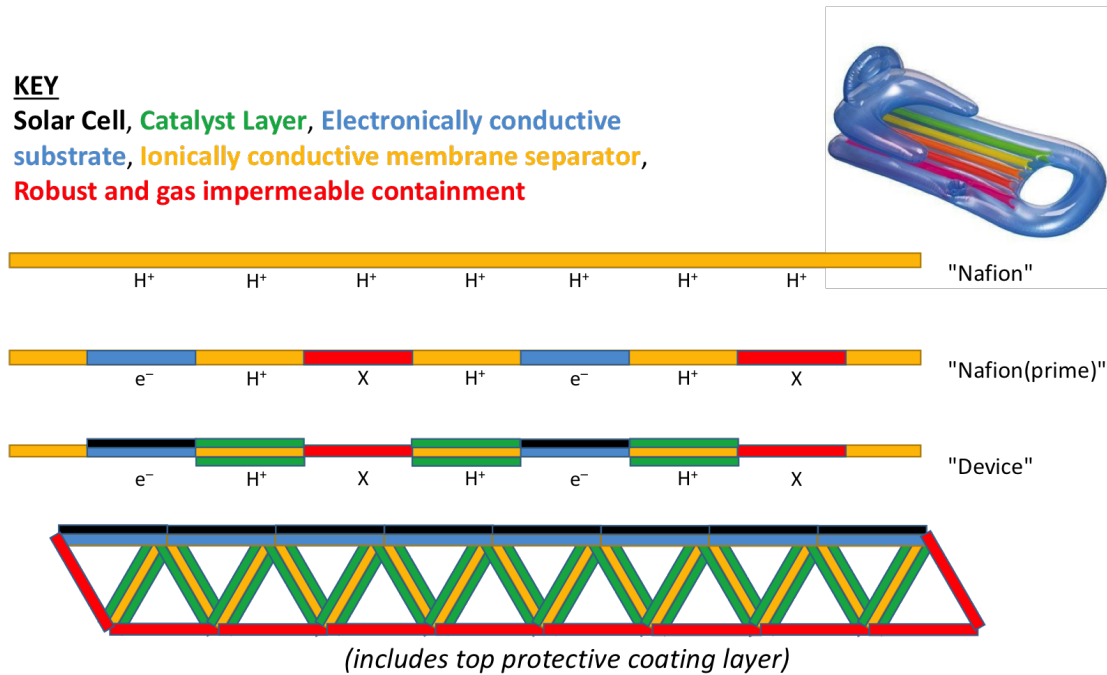 KEY
Solar Cell, Catalyst Layer, Electronically conductive
substrate, Ionically conductive membrane separator,
Robust and gas impermeable containment
H⁺ H⁺ H⁺ H⁺ H⁺ H⁺ H⁺ "Nafion"
e⁻ H⁺ X H⁺ e⁻ H⁺ X "Nafion(prime)"
e⁻ H⁺ X H⁺ e⁻ H⁺ X "Device"
(includes top protective coating layer)